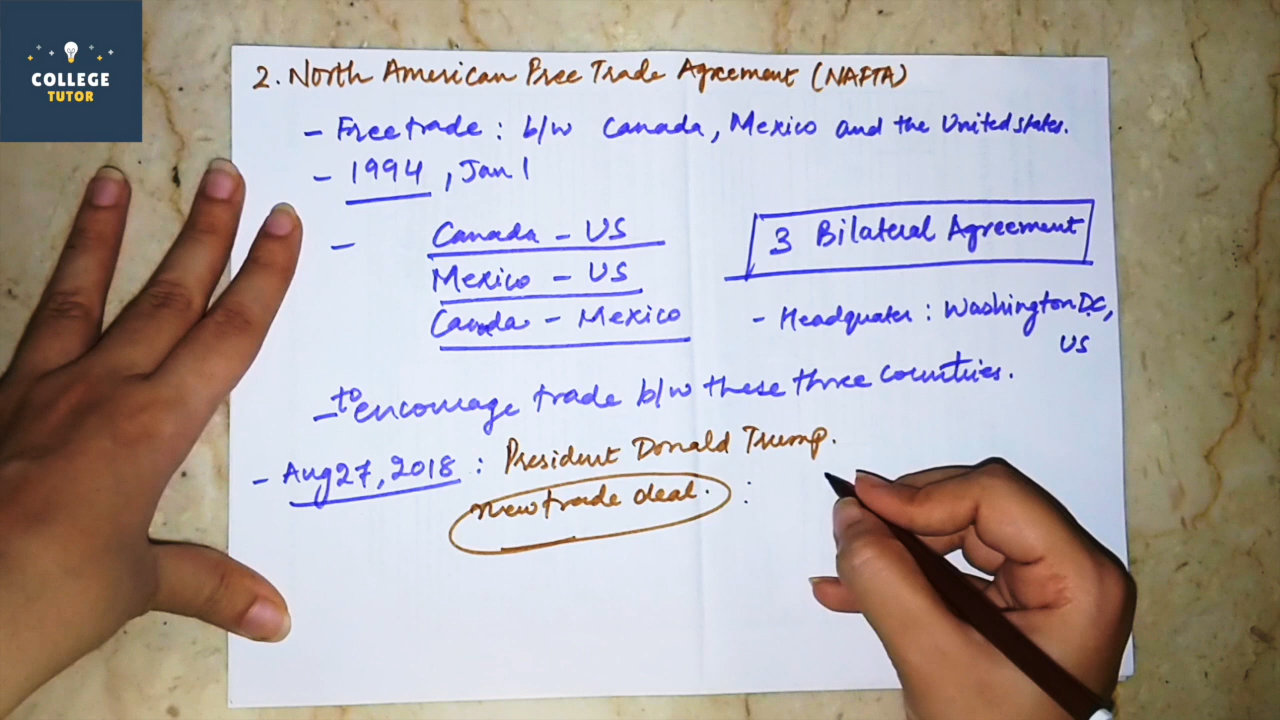 COLLEGE
TUTOR
2. North American Free Trade Agreement (NAFTA)
- Free trade : b/w Canada, Mexico and the United states.
- 1994 , Jan 1
- Canada - US
Mexico - US
Canada - Mexico
3 Bilateral Agreement
- Headquater : Washington D.C,
US
- to encourage trade b/w these three countries.
- Aug 27, 2018 : President Donald Trump.
New trade deal. :